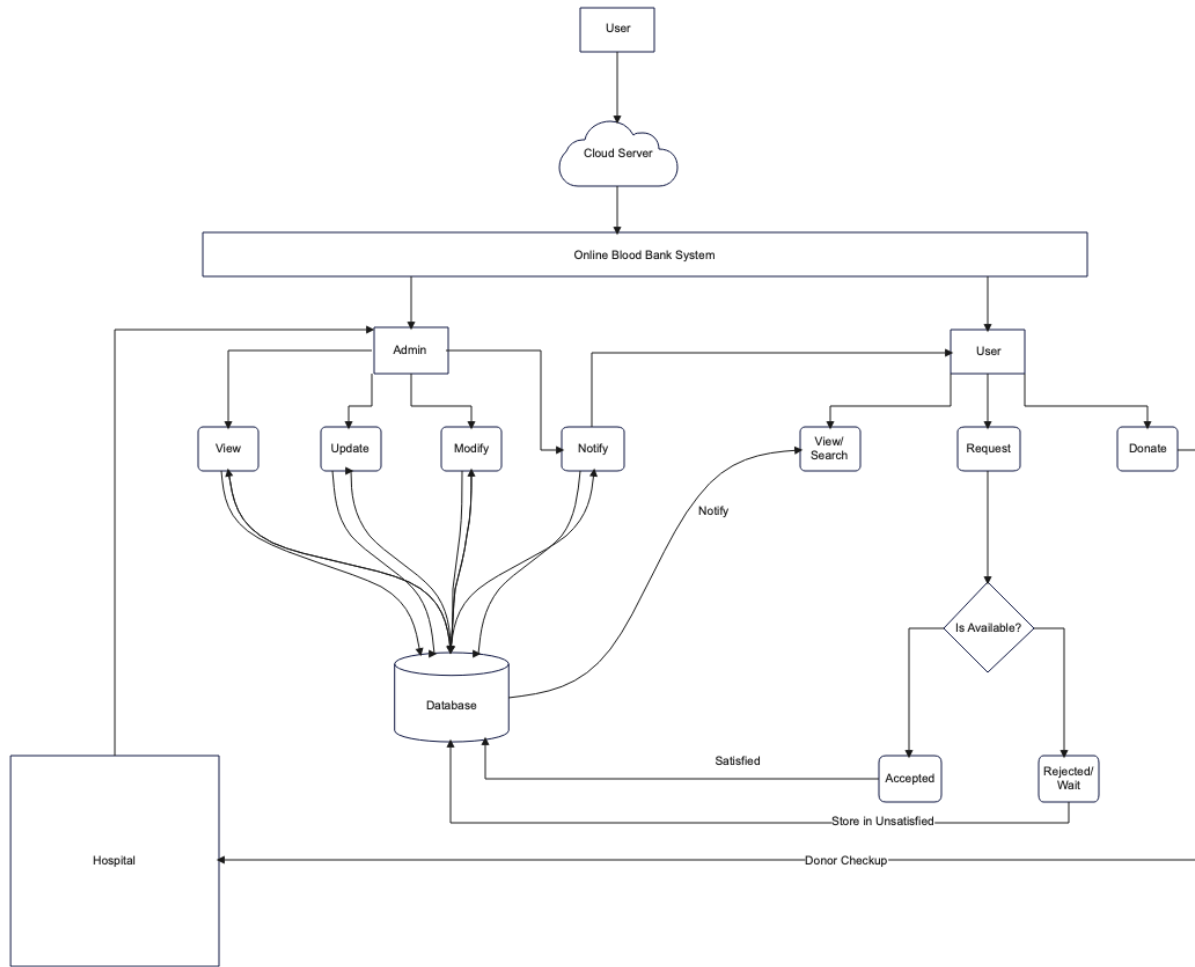 User
Cloud Server
Online Blood Bank System
Admin
User
View
Update
Modify
Notify
View/
Search
Request
Donate
Notify
Is Available?
Database
Satisfied
Accepted
Rejected/
Wait
Store in Unsatisfied
Hospital
Donor Checkup